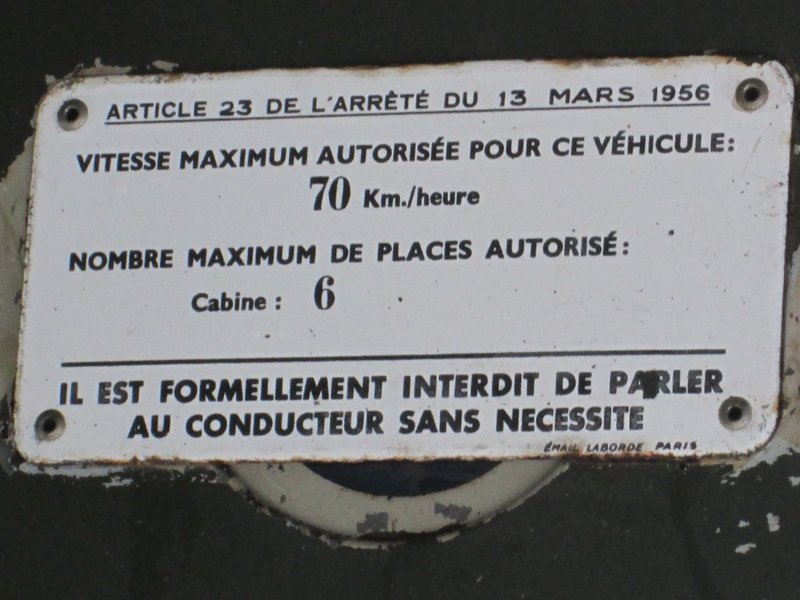 ARTICLE 23 DE L'ARRÊTÉ DU 13 MARS 1956
VITESSE MAXIMUM AUTORISÉE POUR CE VÉHICULE:
70 Km./heure
NOMBRE MAXIMUM DE PLACES AUTORISÉ:
Cabine: 6
IL EST FORMELLEMENT INTERDIT DE PARLER
AU CONDUCTEUR SANS NECESSITE
ÉMAIL LABORDE PARIS